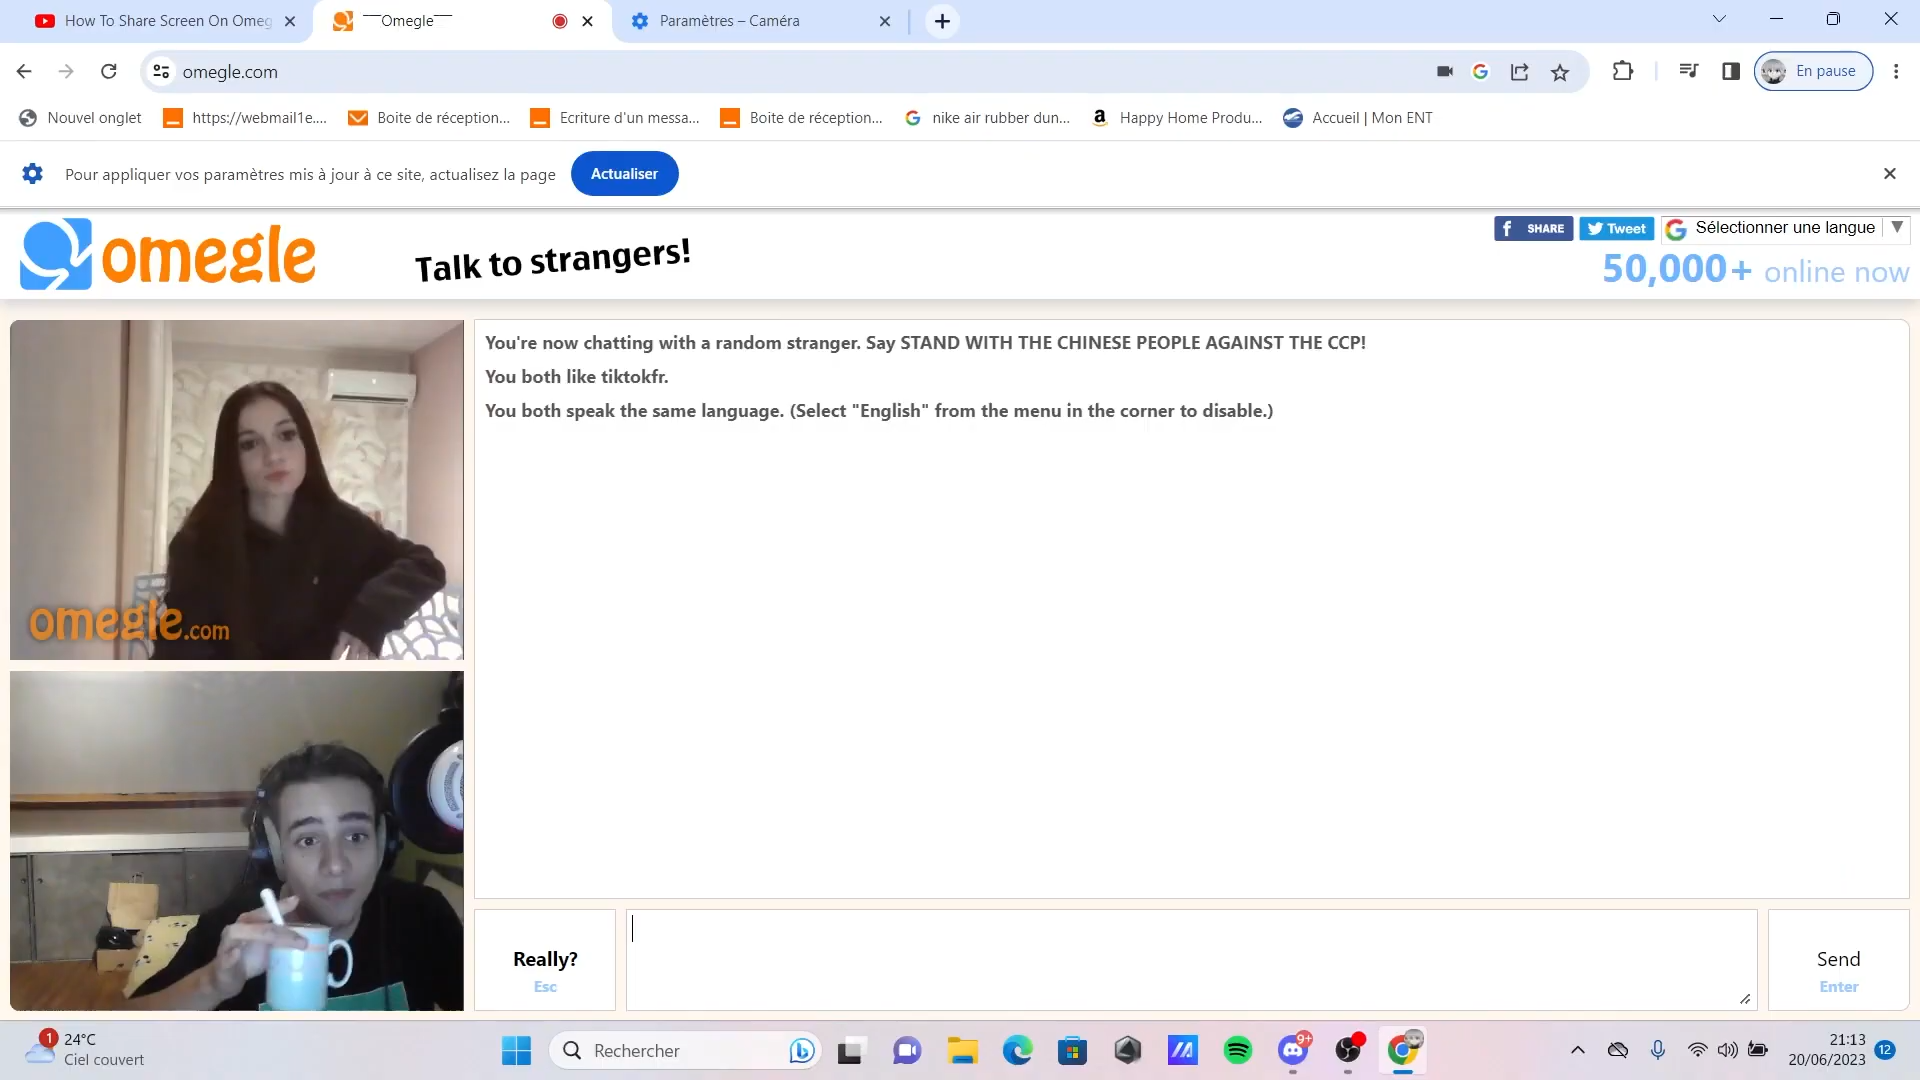 How To Share Screen On Omeg
Omegle
Paramètres – Caméra
omegle.com
En pause
Nouvel onglet
https://webmail1e....
Boite de réception...
Ecriture d'un messa...
Boite de réception...
nike air rubber dun...
Happy Home Produ...
Accueil | Mon ENT
Pour appliquer vos paramètres mis à jour à ce site, actualisez la page
Actualiser
omegle
Talk to strangers!
SHARE
Tweet
Sélectionner une langue
50,000+ online now
You're now chatting with a random stranger. Say STAND WITH THE CHINESE PEOPLE AGAINST THE CCP!
You both like tiktokfr.
You both speak the same language. (Select "English" from the menu in the corner to disable.)
omegle.com
Really?
Esc
Send
Enter
1
24°C
Ciel couvert
Rechercher
9+
21:13
20/06/2023
12